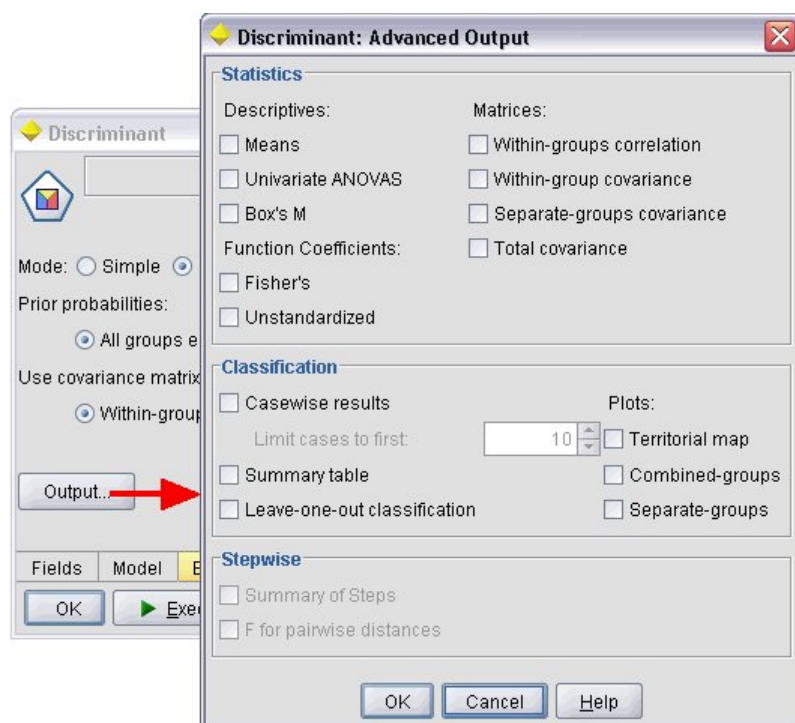 Discriminant: Advanced Output
Statistics
Descriptives:
Means
Univariate ANOVAS
Box's M
Function Coefficients:
Fisher's
Unstandardized
Matrices:
Within-groups correlation
Within-group covariance
Separate-groups covariance
Total covariance
Classification
Casewise results
Limit cases to first: 10
Summary table
Leave-one-out classification
Plots:
Territorial map
Combined-groups
Separate-groups
Stepwise
Summary of Steps
F for pairwise distances
OK Cancel Help
Discriminant
Mode: Simple
Prior probabilities:
All groups e
Use covariance matrix
Within-group
Output...
Fields Model E
OK Exe